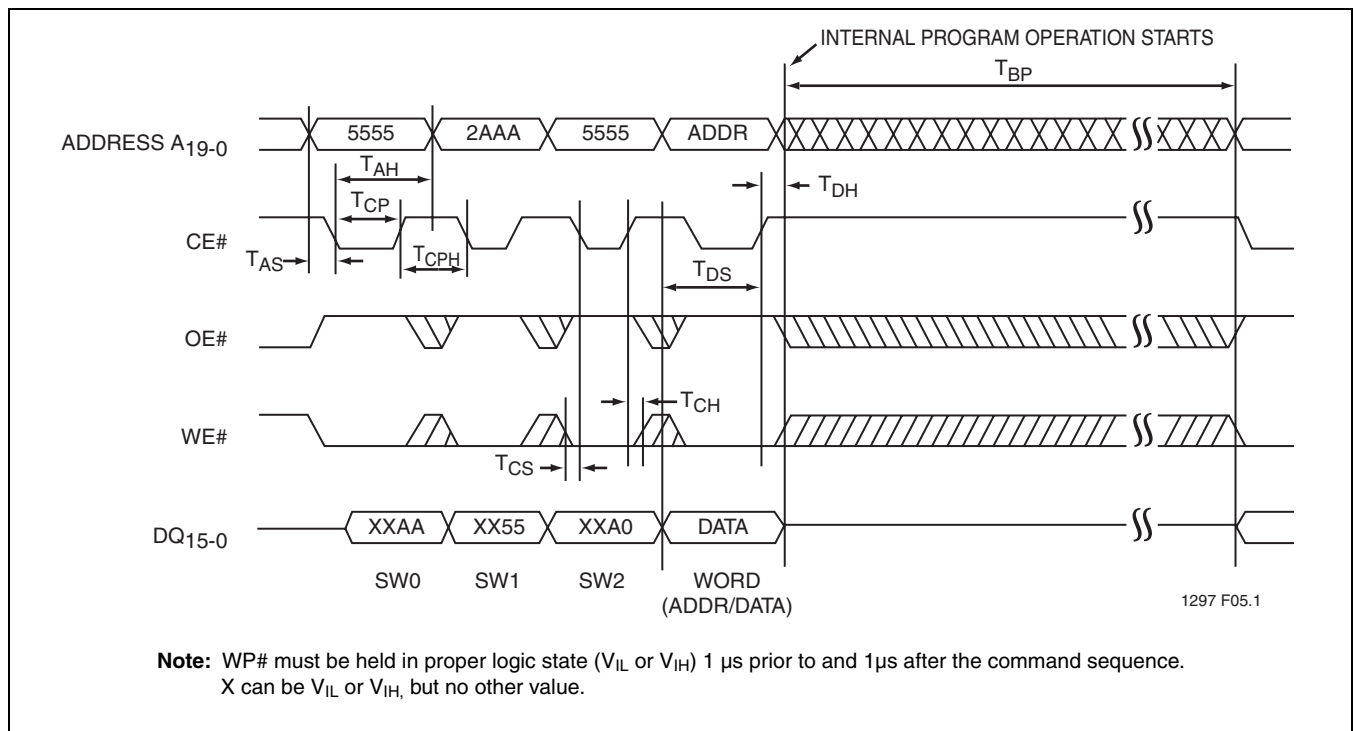 INTERNAL PROGRAM OPERATION STARTS
TBP
ADDRESS A19-0
5555 2AAA 5555 ADDR
TAH
TDH
TCP
CE#
TAS
TCPH
TDS
OE#
TCH
WE#
TCS
DQ15-0
XXAA XX55 XXA0 DATA
SW0 SW1 SW2 WORD
(ADDR/DATA)
1297 F05.1
Note: WP# must be held in proper logic state (VIL or VIH) 1 µs prior to and 1µs after the command sequence.
X can be VIL or VIH, but no other value.